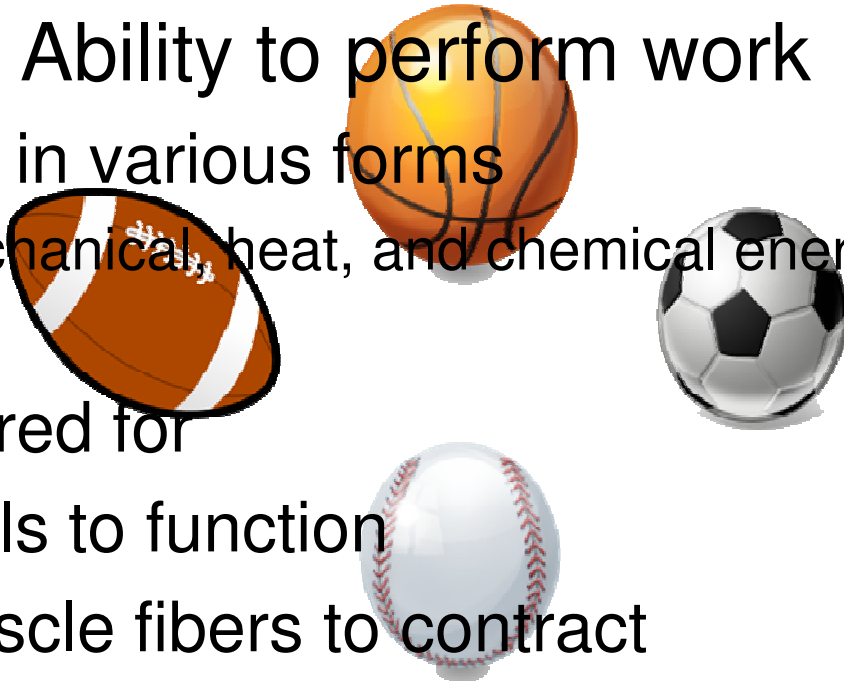 Ability to perform work
in various forms
chanical, heat, and chemical ener
red for
ls to function
scle fibers to contract